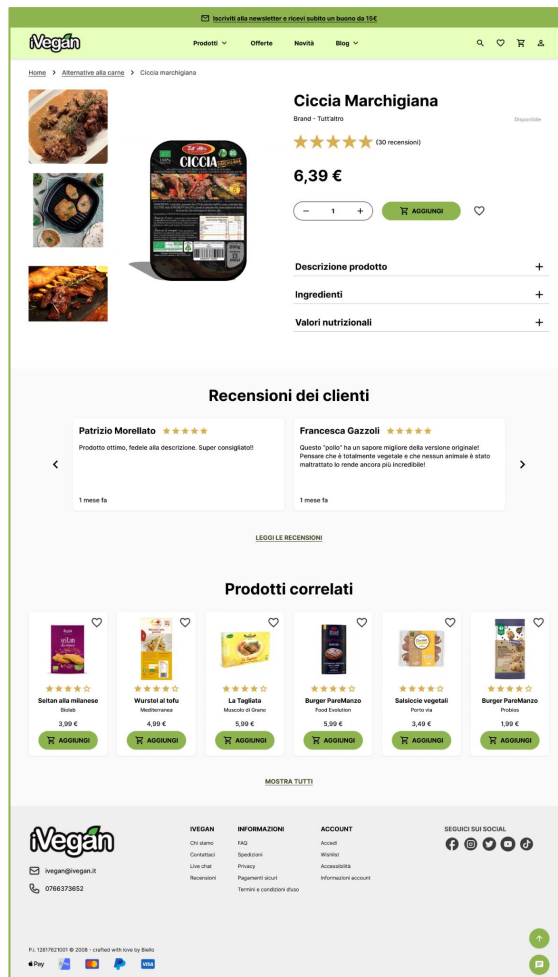 Iscriviti alla newsletter e ricevi subito un buono da 15€
iVegán
Prodotti
Offerte
Novità
Blog
Home > Alternative alla carne > Ciccia marchigiana
Ciccia Marchigiana
Brand - Tutt'altro
Disponibile
(30 recensioni)
6,39 €
− 1 +
AGGIUNGI
Tutt'altro
CICCIA
MARCHIGIANA
100%
200g
Descrizione prodotto +
Ingredienti +
Valori nutrizionali +
Recensioni dei clienti
Patrizio Morellato
Prodotto ottimo, fedele alla descrizione. Super consigliato!!
1 mese fa
Francesca Gazzoli
Questo "pollo" ha un sapore migliore della versione originale!
Pensare che è totalmente vegetale e che nessun animale è stato
maltrattato lo rende ancora più incredibile!
1 mese fa
LEGGI LE RECENSIONI
Prodotti correlati
Seitan alla milanese
Biolab
3,99 €
AGGIUNGI
Wurstel al tofu
Mediterranea
4,99 €
AGGIUNGI
La Tagliata
Muscolo di Grano
5,99 €
AGGIUNGI
Burger PareManzo
Food Evolution
5,99 €
AGGIUNGI
Salsiccie vegetali
Porto via
3,49 €
AGGIUNGI
Burger PareManzo
Probios
1,99 €
AGGIUNGI
MOSTRA TUTTI
iVegán
ivegan@ivegan.it
0766373652
IVEGAN
Chi siamo
Contattaci
Live chat
Recensioni
INFORMAZIONI
FAQ
Spedizioni
Privacy
Pagamenti sicuri
Termini e condizioni d'uso
ACCOUNT
Accedi
Wishlist
Accessibilità
Informazioni account
SEGUICI SUI SOCIAL
P.I. 12817621001 © 2008 - crafted with love by Biello
Pay
VISA